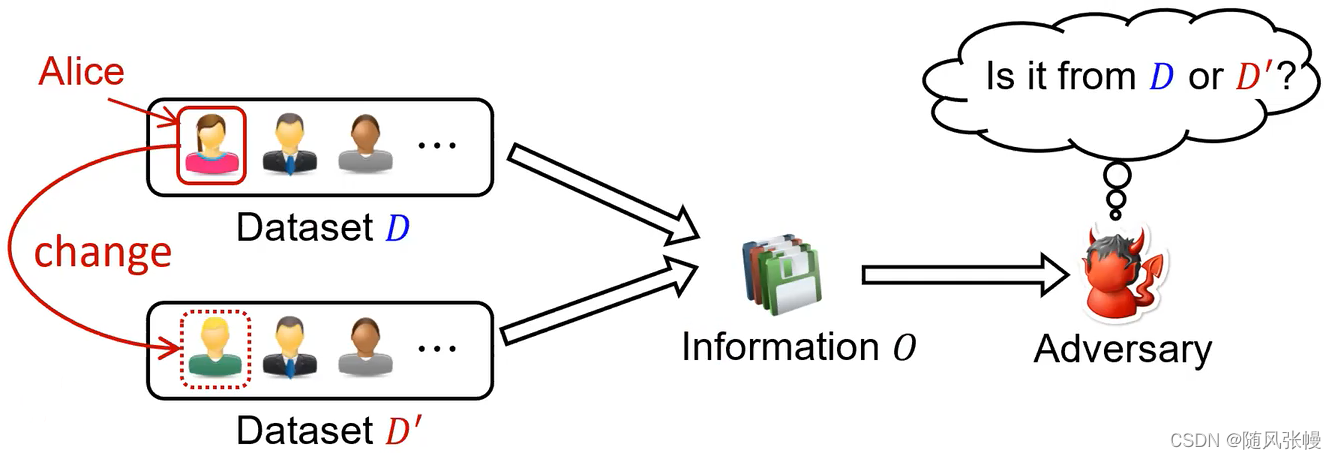 Alice
Is it from D or D′?
Dataset D
change
Information O
Adversary
Dataset D′
CSDN @随风张幔